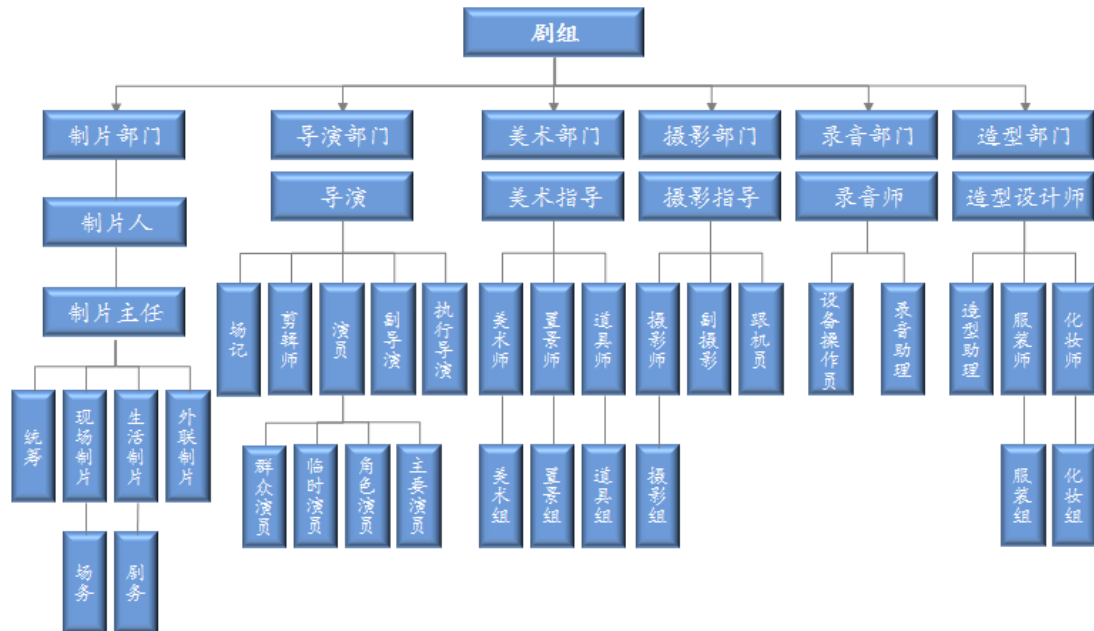 剧组
制片部门
导演部门
美术部门
摄影部门
录音部门
造型部门
制片人
导演
美术指导
摄影指导
录音师
造型设计师
制片主任
场记
剪辑师
演员
副导演
执行导演
美术师
置景师
道具师
摄影师
副摄影
跟机员
设备操作员
录音助理
造型助理
服装师
化妆师
统筹
现场制片
生活制片
外联制片
群众演员
临时演员
角色演员
主要演员
美术组
置景组
道具组
摄影组
服装组
化妆组
场务
剧务